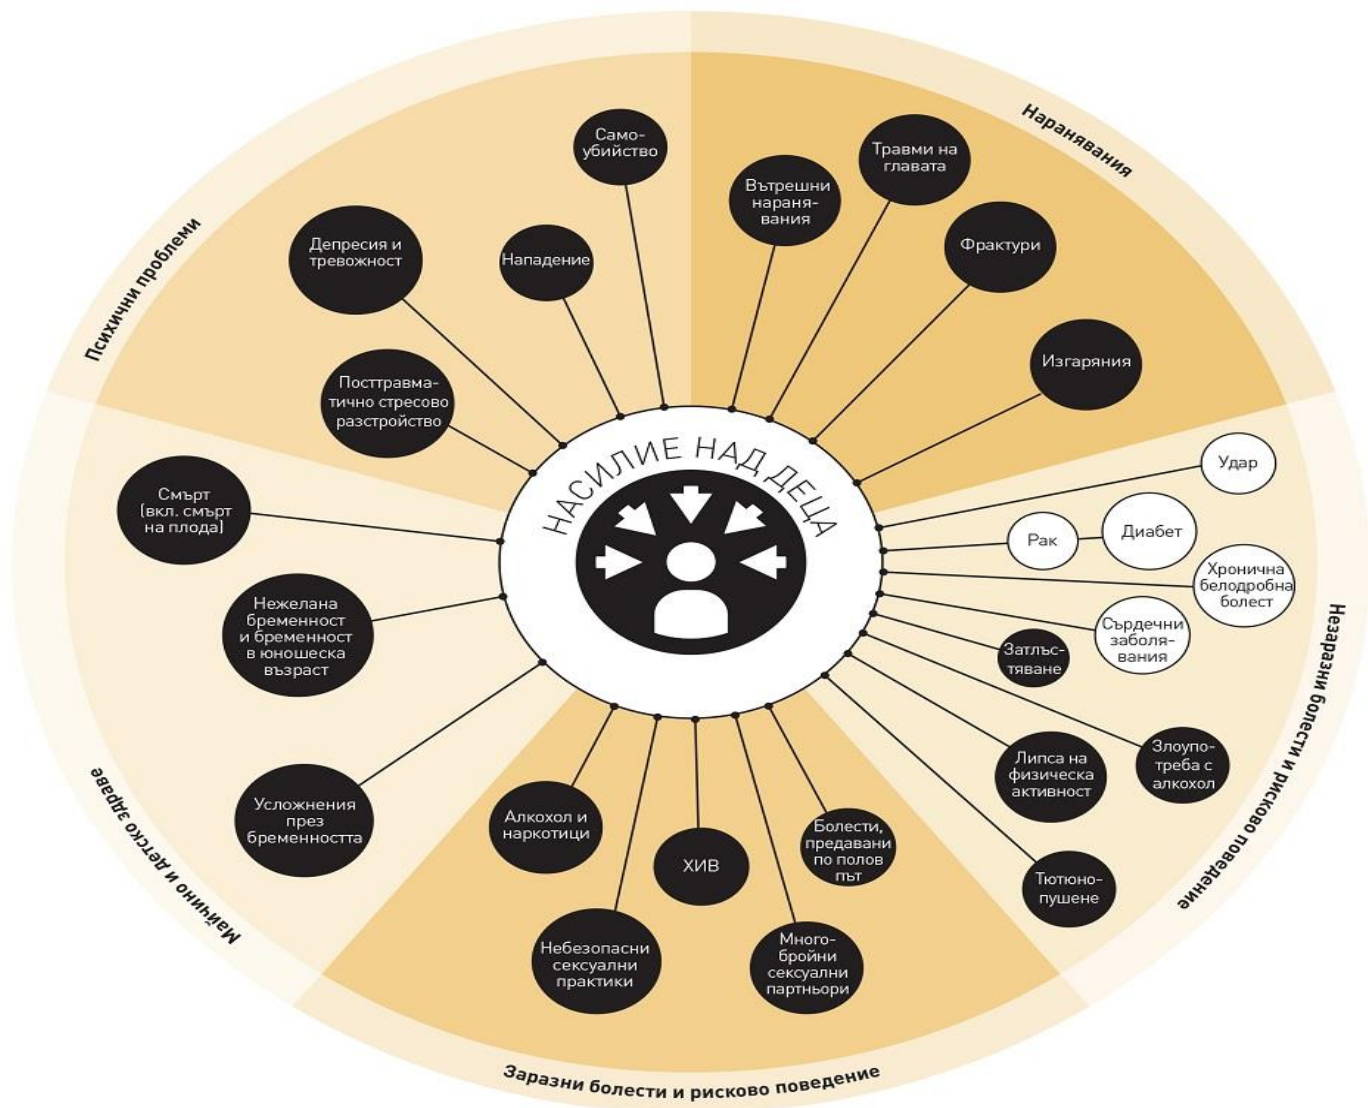 Наранявания
Вътрешни
нараня-
вания
Травми на
главата
Фрактури
Изгаряния
Незаразни болести и рисково поведение
Удар
Рак
Диабет
Хронична
белодробна
болест
Сърдечни
заболя-
вания
Затлъс-
тяване
Злоупо-
треба с
алкохол
Липса на
физическа
активност
Тютюно-
пушене
Заразни болести и рисково поведение
Болести,
предавани
по полов
път
Много-
бройни
сексуални
партньори
ХИВ
Небезопасни
сексуални
практики
Алкохол и
наркотици
Майчино и детско здраве
Усложнения
през
бременността
Нежелана
бременност
и бременност
в юношеска
възраст
Смърт
(вкл. смърт
на плода)
Психични проблеми
Посттравма-
тично стресово
разстройство
Депресия и
тревожност
Нападение
Само-
убийство
НАСИЛИЕ НАД ДЕЦА